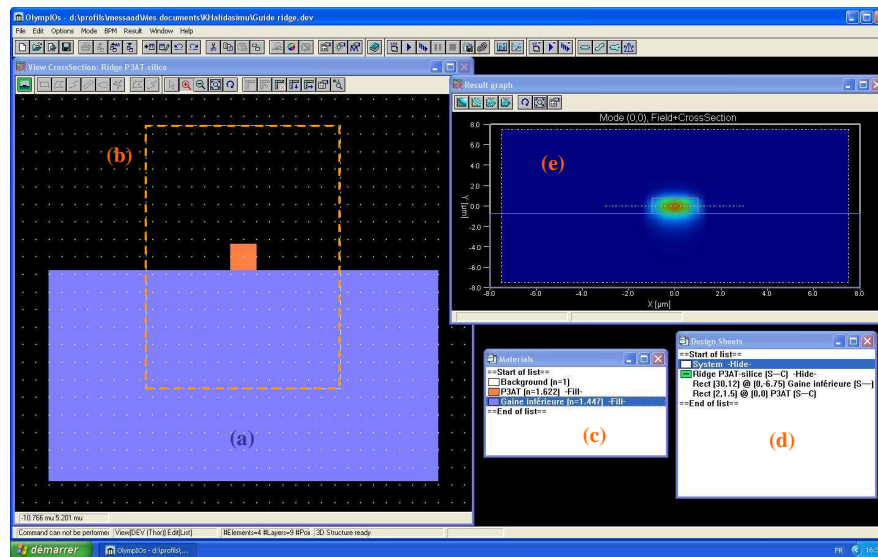 OlympIOs - d:\profils\messand\Mes documents\KHalidasimu\Guide ridge.dev
File Edit Options Mode BPM Result Window Help
View CrossSection: Ridge P3AT-silice
(b)
(a)
-10.766 mu 5.201 mu
Result graph
Mode (0,0), Field+CrossSection
(e)
Y [µm]
8.0
6.0
4.0
2.0
0.0
-2.0
-4.0
-6.0
-8.0
-8.0 -6.0 -4.0 -2.0 0.0 2.0 4.0 6.0 8.0
X [µm]
Materials
==Start of list==
Background (n=1)
P3AT (n=1.622) -Fill-
Gaine inférieure (n=1.447) -Fill-
==End of list==
(c)
Design Sheets
==Start of list==
System -Hide-
Ridge P3AT-silice (S---C) -Hide-
Rect (30,12) @ (0,-6.75) Gaine inférieure (S---)
Rect (2,1.5) @ (0,0) P3AT (S---C)
==End of list==
(d)
Command can not be performed View[DEV (Thor)] Edit[List] #Elements=4 #Layers=9 #Poi 3D Structure ready
démarrer OlympIOs - d:\profils\... FR